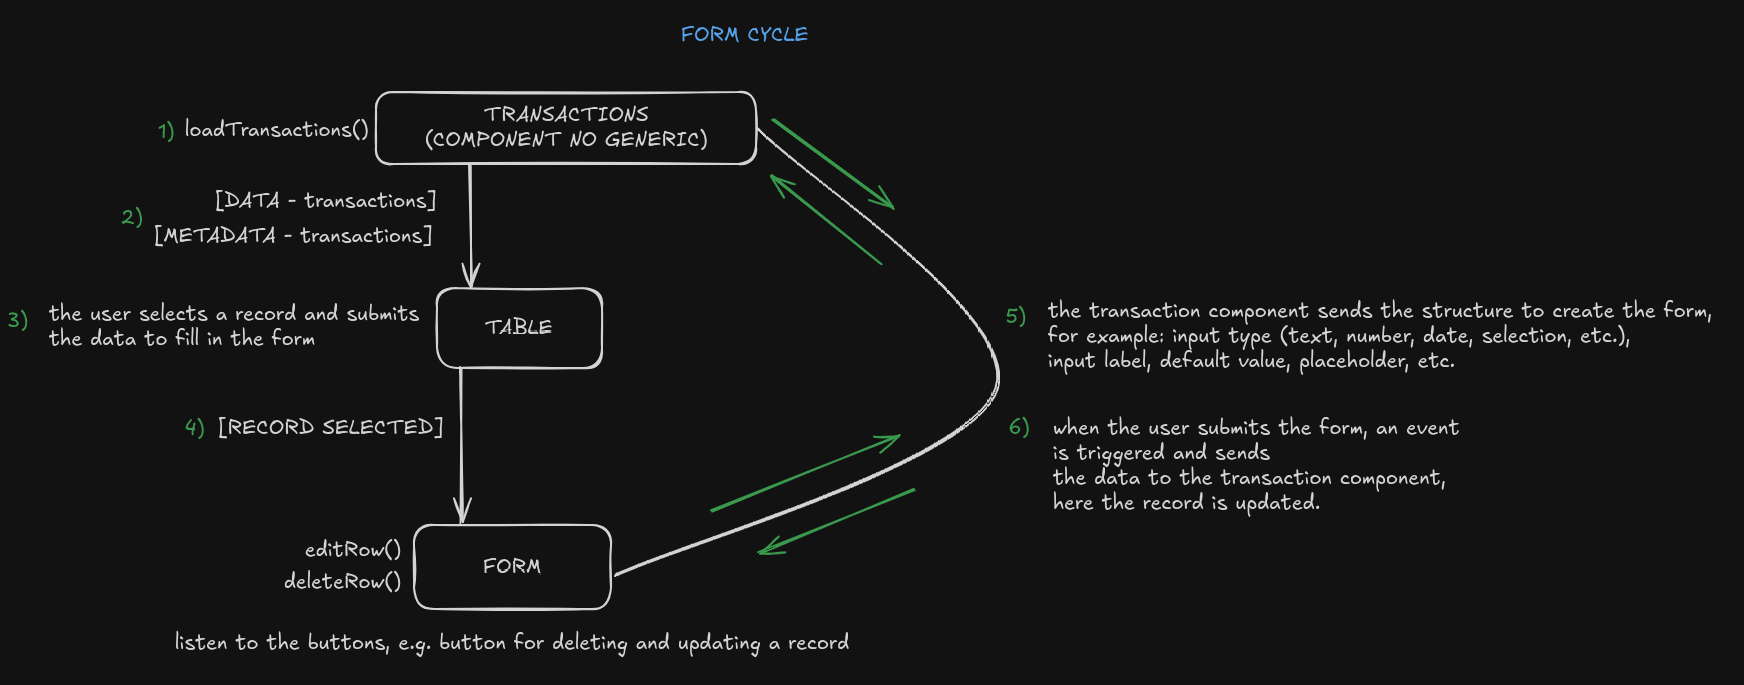 FORM CYCLE
TRANSACTIONS
(COMPONENT NO GENERIC)
1) loadTransactions()
2)
[DATA - transactions]
[METADATA - transactions]
TABLE
3) the user selects a record and submits
the data to fill in the form
4) [RECORD SELECTED]
5) the transaction component sends the structure to create the form,
for example: input type (text, number, date, selection, etc.),
input label, default value, placeholder, etc.
6) when the user submits the form, an event
is triggered and sends
the data to the transaction component,
here the record is updated.
FORM
editRow()
deleteRow()
listen to the buttons, e.g. button for deleting and updating a record